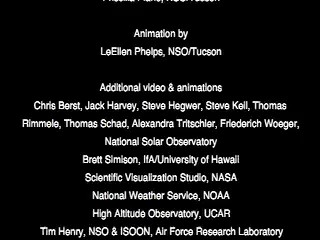 Animation by
LeEllen Phelps, NSO/Tucson
Additional video & animations
Chris Berst, Jack Harvey, Steve Hegwer, Steve Keil, Thomas
Rimmele, Thomas Schad, Alexandra Tritschler, Friederich Woeger,
National Solar Observatory
Brett Simison, IfA/University of Hawaii
Scientific Visualization Studio, NASA
National Weather Service, NOAA
High Altitude Observatory, UCAR
Tim Henry, NSO & ISOON, Air Force Research Laboratory